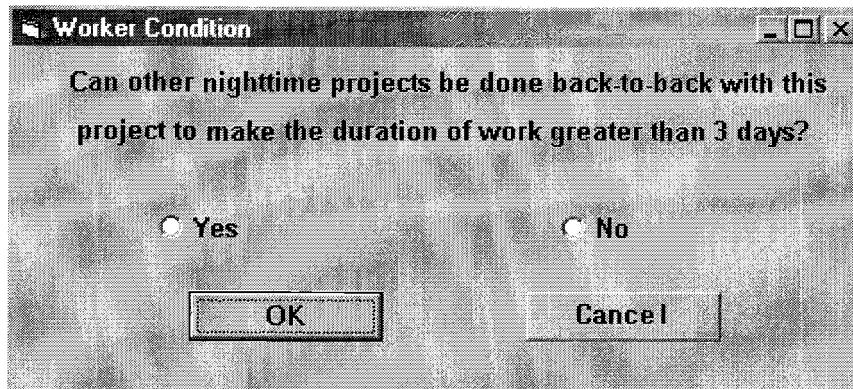 Worker Condition
Can other nighttime projects be done back-to-back with this
project to make the duration of work greater than 3 days?
Yes No
OK Cancel